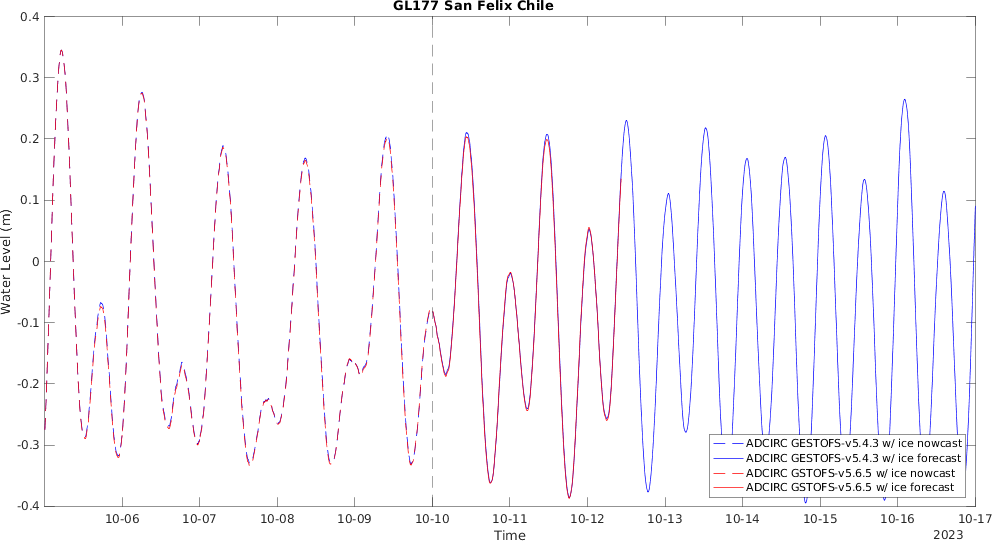 GL177 San Felix Chile
0.4
0.3
0.2
0.1
0
-0.1
-0.2
-0.3
-0.4
Water Level (m)
ADCIRC GESTOFS-v5.4.3 w/ ice nowcast
ADCIRC GESTOFS-v5.4.3 w/ ice forecast
ADCIRC GSTOFS-v5.6.5 w/ ice nowcast
ADCIRC GSTOFS-v5.6.5 w/ ice forecast
10-06 10-07 10-08 10-09 10-10 10-11 10-12 10-13 10-14 10-15 10-16 10-17
Time
2023